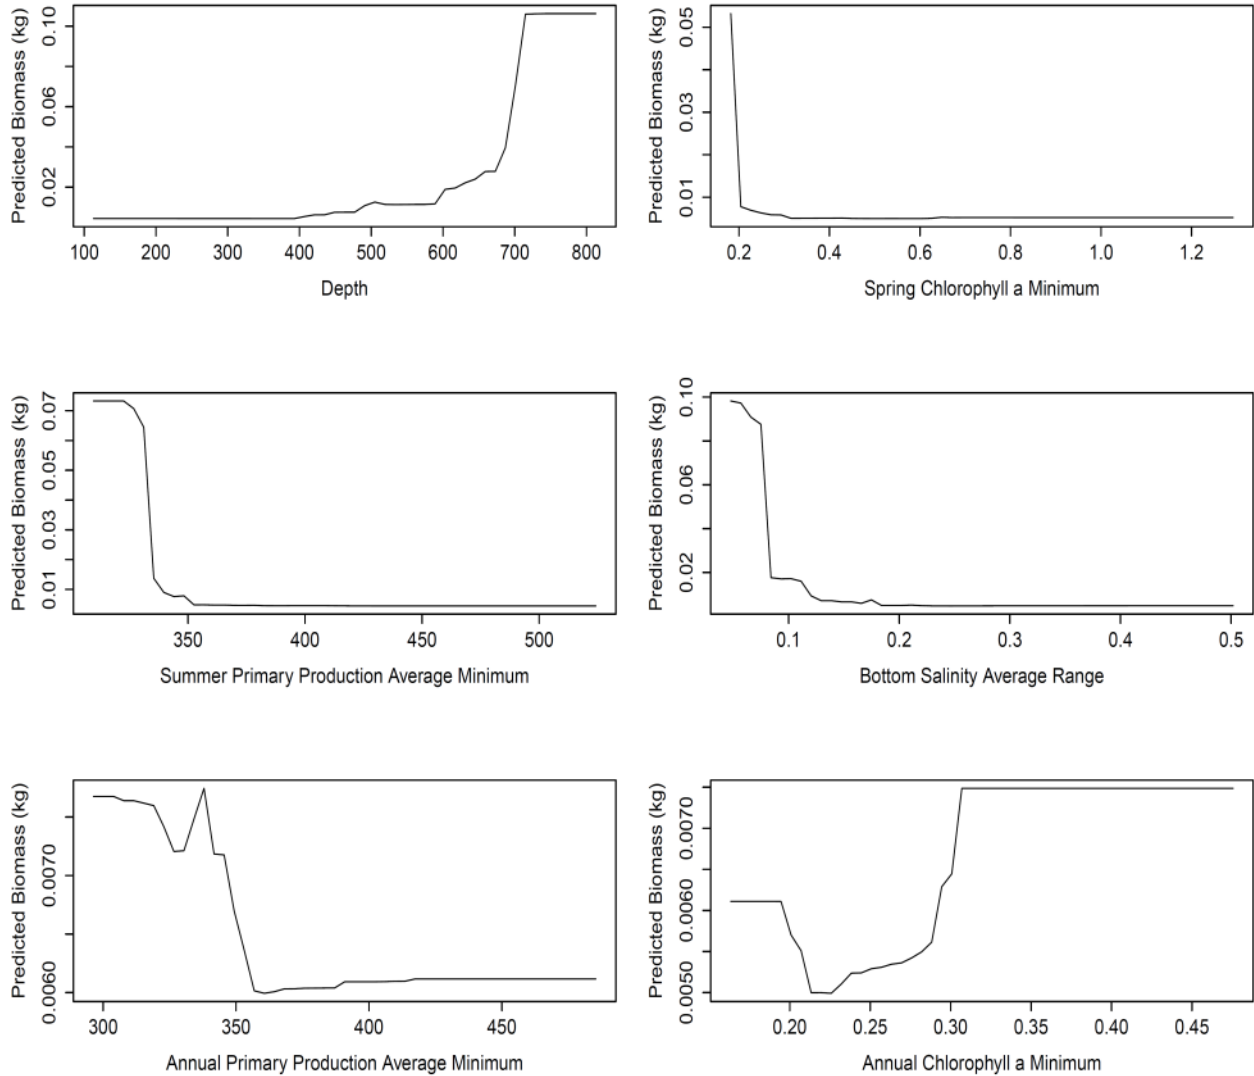 Predicted Biomass (kg)
0.02 0.06 0.10
100 200 300 400 500 600 700 800
Depth
Predicted Biomass (kg)
0.01 0.03 0.05
0.2 0.4 0.6 0.8 1.0 1.2
Spring Chlorophyll a Minimum
Predicted Biomass (kg)
0.01 0.03 0.05 0.07
350 400 450 500
Summer Primary Production Average Minimum
Predicted Biomass (kg)
0.02 0.06 0.10
0.1 0.2 0.3 0.4 0.5
Bottom Salinity Average Range
Predicted Biomass (kg)
0.0060 0.0070
300 350 400 450
Annual Primary Production Average Minimum
Predicted Biomass (kg)
0.0050 0.0060 0.0070
0.20 0.25 0.30 0.35 0.40 0.45
Annual Chlorophyll a Minimum